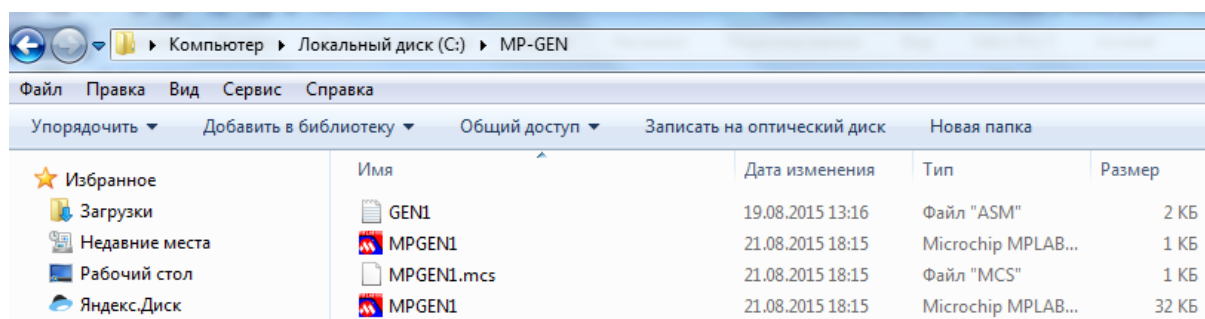 Компьютер ▸ Локальный диск (C:) ▸ MP-GEN
Файл Правка Вид Сервис Справка
Упорядочить Добавить в библиотеку Общий доступ Записать на оптический диск Новая папка
Избранное
Загрузки
Недавние места
Рабочий стол
Яндекс.Диск
Имя Дата изменения Тип Размер
GEN1 19.08.2015 13:16 Файл "ASM" 2 КБ
MPGEN1 21.08.2015 18:15 Microchip MPLAB... 1 КБ
MPGEN1.mcs 21.08.2015 18:15 Файл "MCS" 1 КБ
MPGEN1 21.08.2015 18:15 Microchip MPLAB... 32 КБ